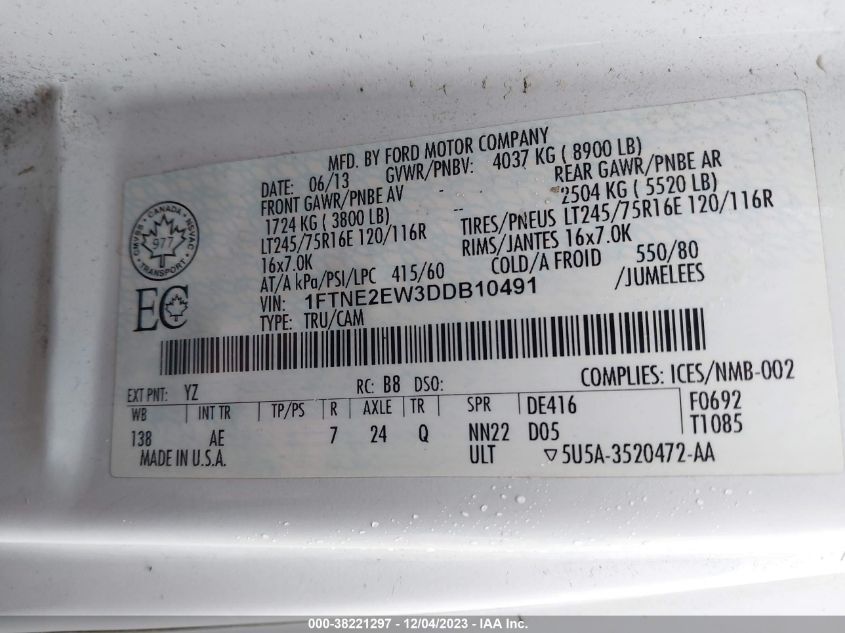 MFD. BY FORD MOTOR COMPANY
DATE: 06/13 GVWR/PNBV: 4037 KG ( 8900 LB)
FRONT GAWR/PNBE AV REAR GAWR/PNBE AR
1724 KG ( 3800 LB) -- 2504 KG ( 5520 LB)
LT245/75R16E 120/116R TIRES/PNEUS LT245/75R16E 120/116R
16x7.0K RIMS/JANTES 16x7.0K
AT/A kPa/PSI/LPC 415/60 COLD/A FROID 550/80
VIN: 1FTNE2EW3DDB10491 /JUMELEES
TYPE: TRU/CAM
CANADA
CMVSS NSVAC
977
TRANSPORT
EC
EXT PNT: YZ RC: B8 DSO: COMPLIES: ICES/NMB-002
WB INT TR TP/PS R AXLE TR SPR DE416 F0692
138 AE 7 24 Q NN22 D05 T1085
MADE IN U.S.A. ULT ▽5U5A-3520472-AA
000-38221297 - 12/04/2023 - IAA Inc.